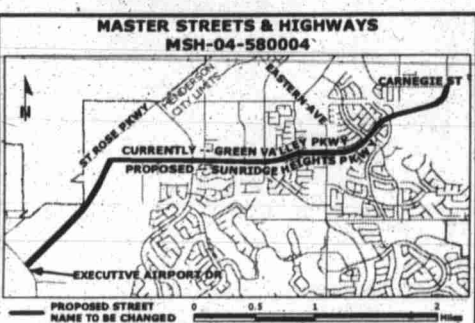 MASTER STREETS & HIGHWAYS
MSH-04-580004
CARNEGIE ST
EASTERN AVE
HENDERSON
CITY LIMITS
ST ROSE PKWY
CURRENTLY - GREEN VALLEY PKWY
PROPOSED - SUNRIDGE HEIGHTS PKWY
N
EXECUTIVE AIRPORT DR
PROPOSED STREET
NAME TO BE CHANGED
0 0.5 1 2
Miles